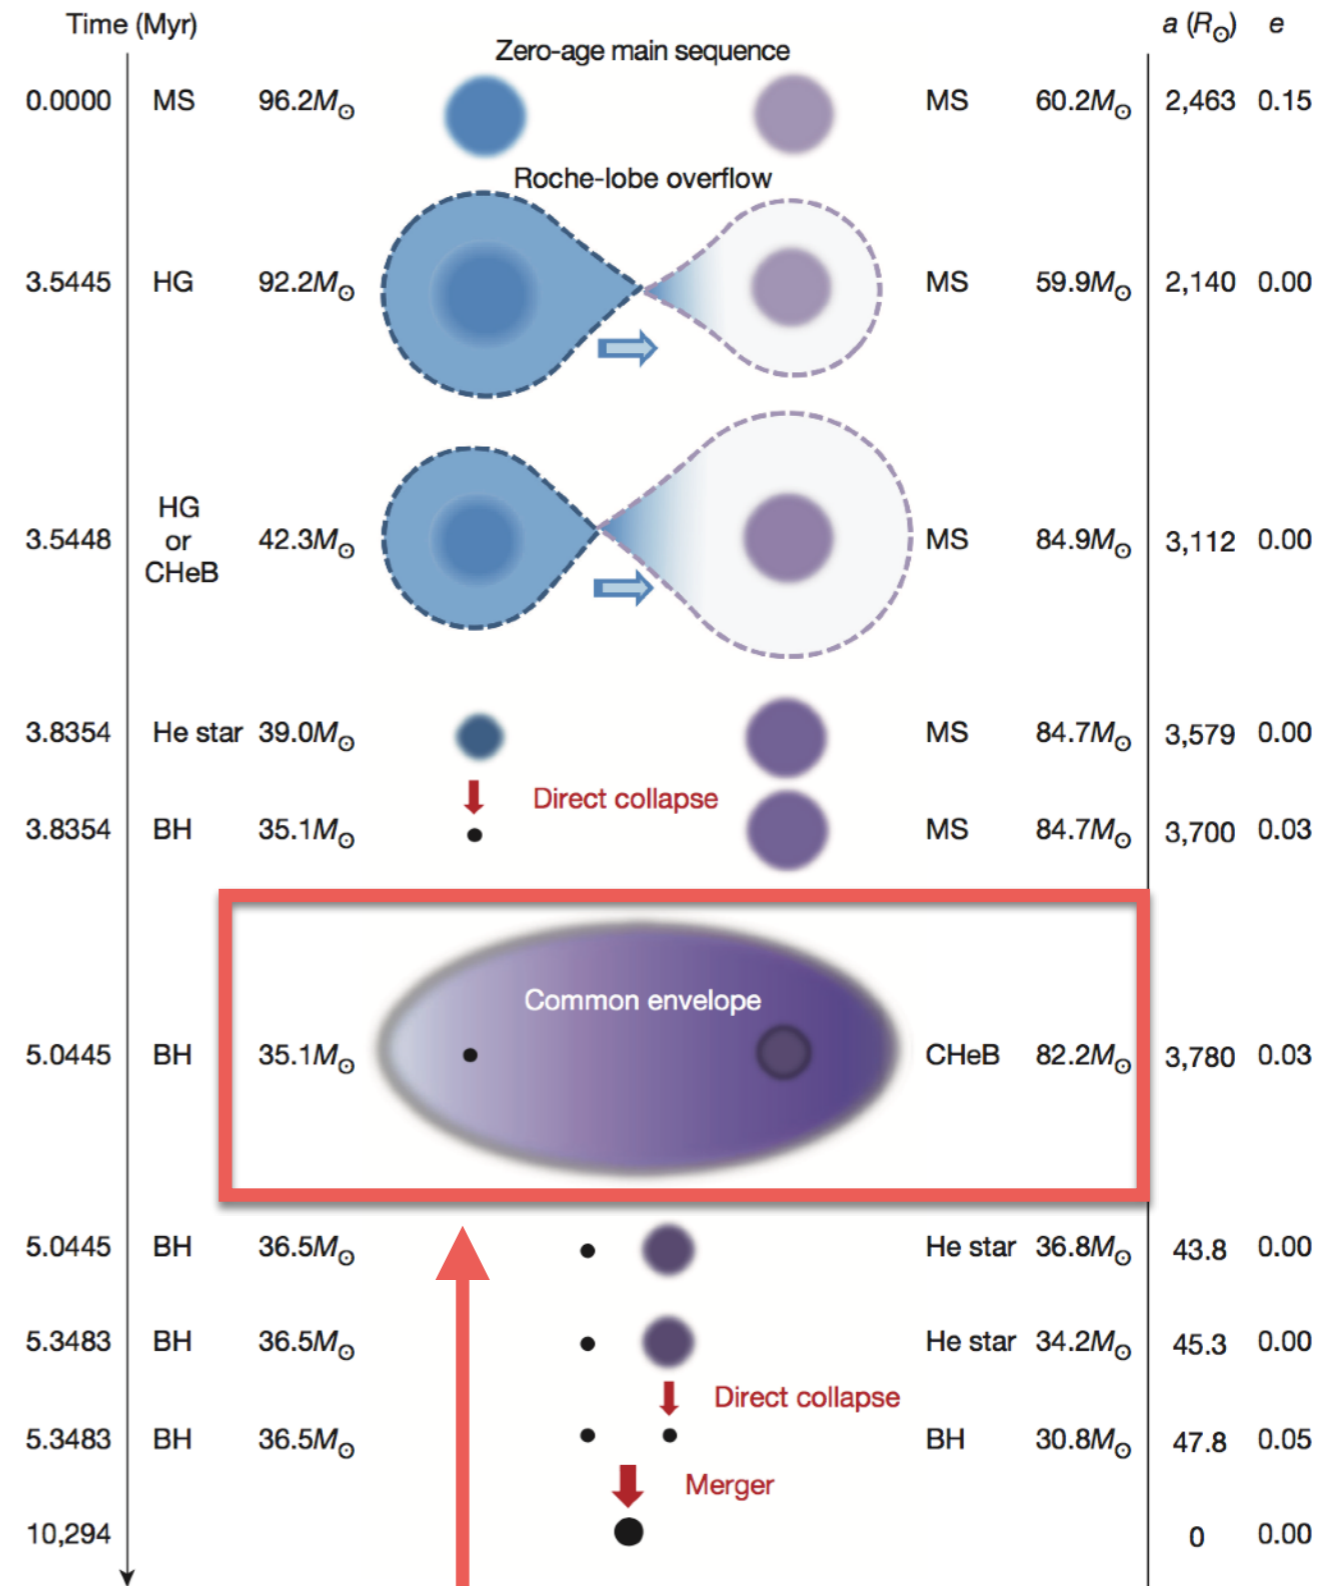 Time (Myr) a (R☉) e
Zero-age main sequence
0.0000 MS 96.2M☉ MS 60.2M☉ 2,463 0.15
Roche-lobe overflow
3.5445 HG 92.2M☉ MS 59.9M☉ 2,140 0.00
HG
3.5448 or 42.3M☉ MS 84.9M☉ 3,112 0.00
CHeB
3.8354 He star 39.0M☉ MS 84.7M☉ 3,579 0.00
Direct collapse
3.8354 BH 35.1M☉ MS 84.7M☉ 3,700 0.03
Common envelope
5.0445 BH 35.1M☉ CHeB 82.2M☉ 3,780 0.03
5.0445 BH 36.5M☉ He star 36.8M☉ 43.8 0.00
5.3483 BH 36.5M☉ He star 34.2M☉ 45.3 0.00
Direct collapse
5.3483 BH 36.5M☉ BH 30.8M☉ 47.8 0.05
Merger
10,294 0 0.00